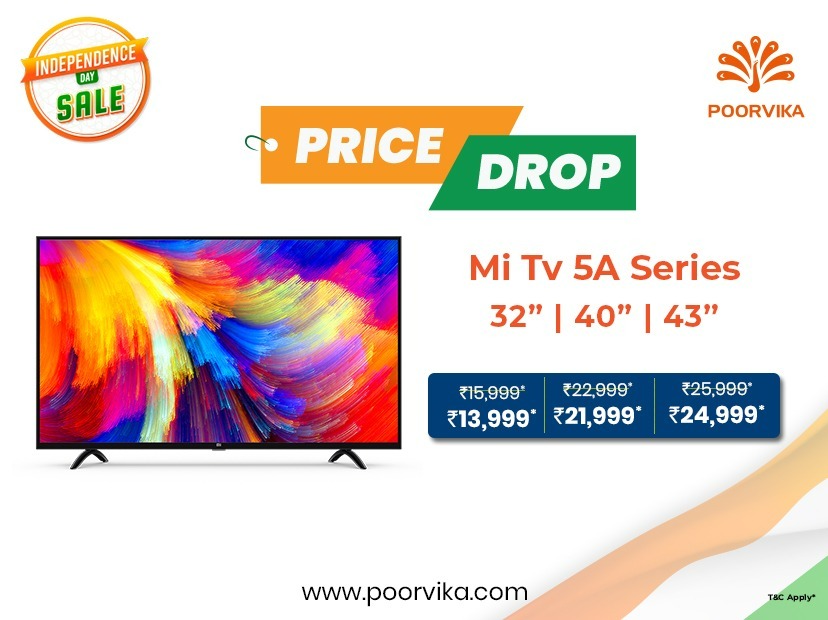 INDEPENDENCE
DAY
SALE
POORVIKA
PRICE
DROP
Mi Tv 5A Series
32” | 40” | 43”
₹15,999* ₹22,999* ₹25,999*
₹13,999* ₹21,999* ₹24,999*
www.poorvika.com
T&C Apply*